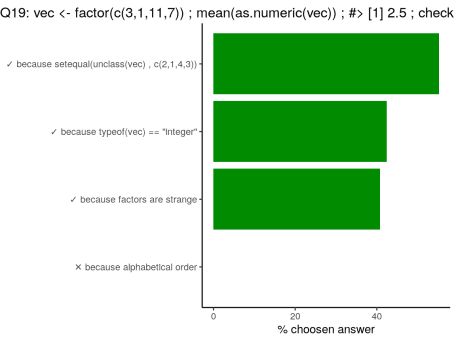 Q19: vec <- factor(c(3,1,11,7)) ; mean(as.numeric(vec)) ; #> [1] 2.5 ; check
✓ because setequal(unclass(vec) , c(2,1,4,3))
✓ because typeof(vec) == "integer"
✓ because factors are strange
✕ because alphabetical order
0 20 40
% choosen answer